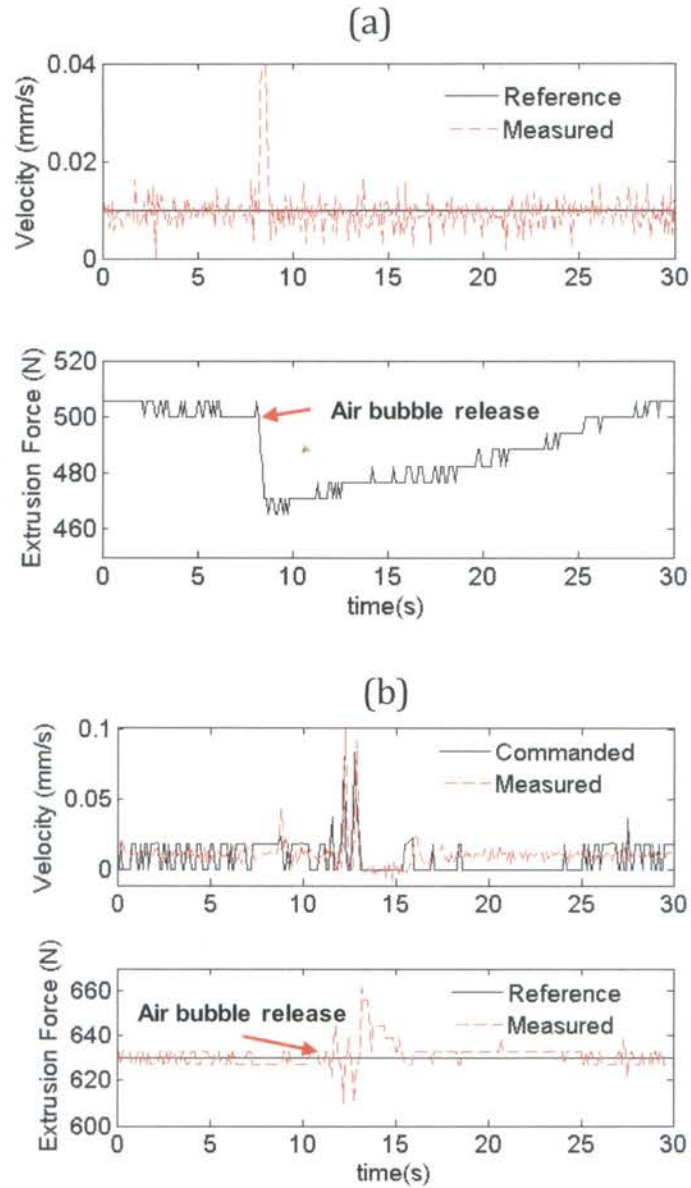 (a)
Velocity (mm/s)
0.04
0.02
0
Reference
Measured
0 5 10 15 20 25 30
Extrusion Force (N)
520
500
480
460
Air bubble release
0 5 10 15 20 25 30
time(s)
(b)
Velocity (mm/s)
0.1
0.05
0
Commanded
Measured
0 5 10 15 20 25 30
Extrusion Force (N)
660
640
620
600
Reference
Measured
Air bubble release
0 5 10 15 20 25 30
time(s)